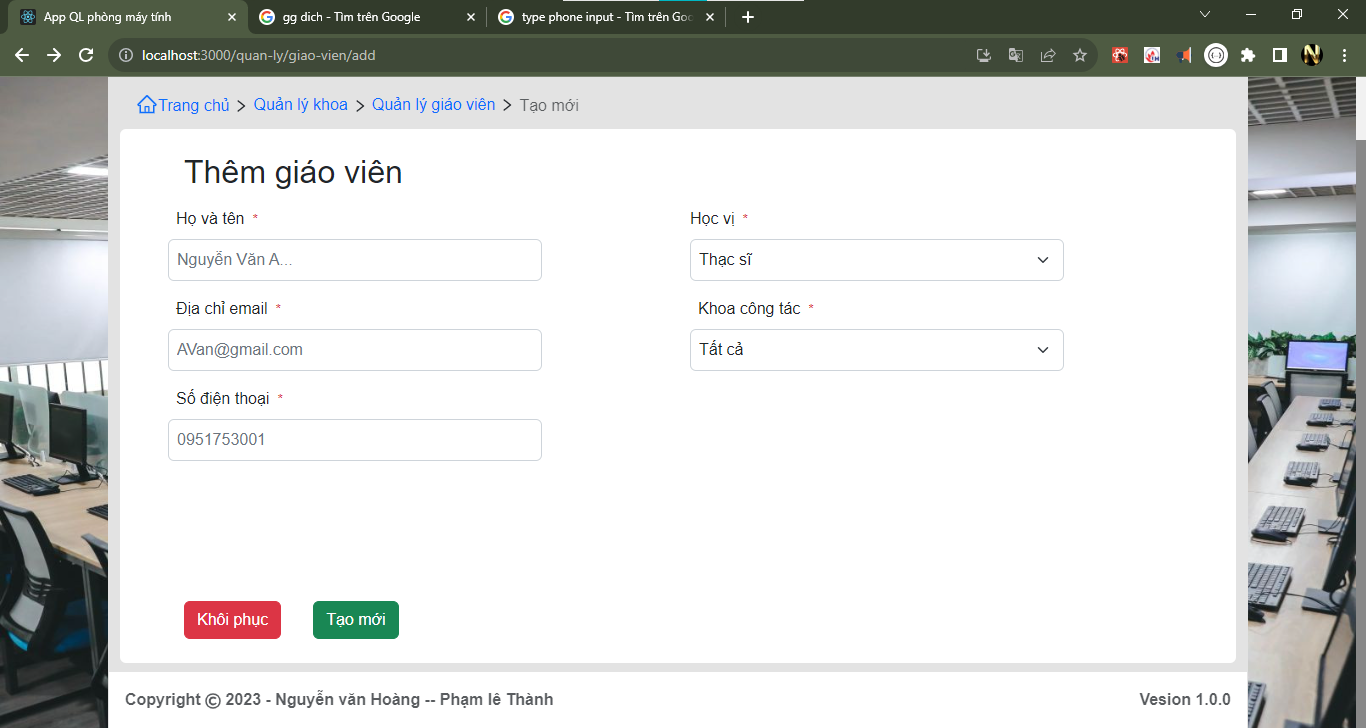 App QL phòng máy tính
gg dich - Tìm trên Google
type phone input - Tìm trên Goo
localhost:3000/quan-ly/giao-vien/add
Trang chủ > Quản lý khoa > Quản lý giáo viên > Tạo mới
Thêm giáo viên
Họ và tên *
Nguyễn Văn A...
Học vị *
Thạc sĩ
Địa chỉ email *
AVan@gmail.com
Khoa công tác *
Tất cả
Số điện thoại *
0951753001
Khôi phục
Tạo mới
Copyright © 2023 - Nguyễn văn Hoàng -- Phạm lê Thành
Vesion 1.0.0